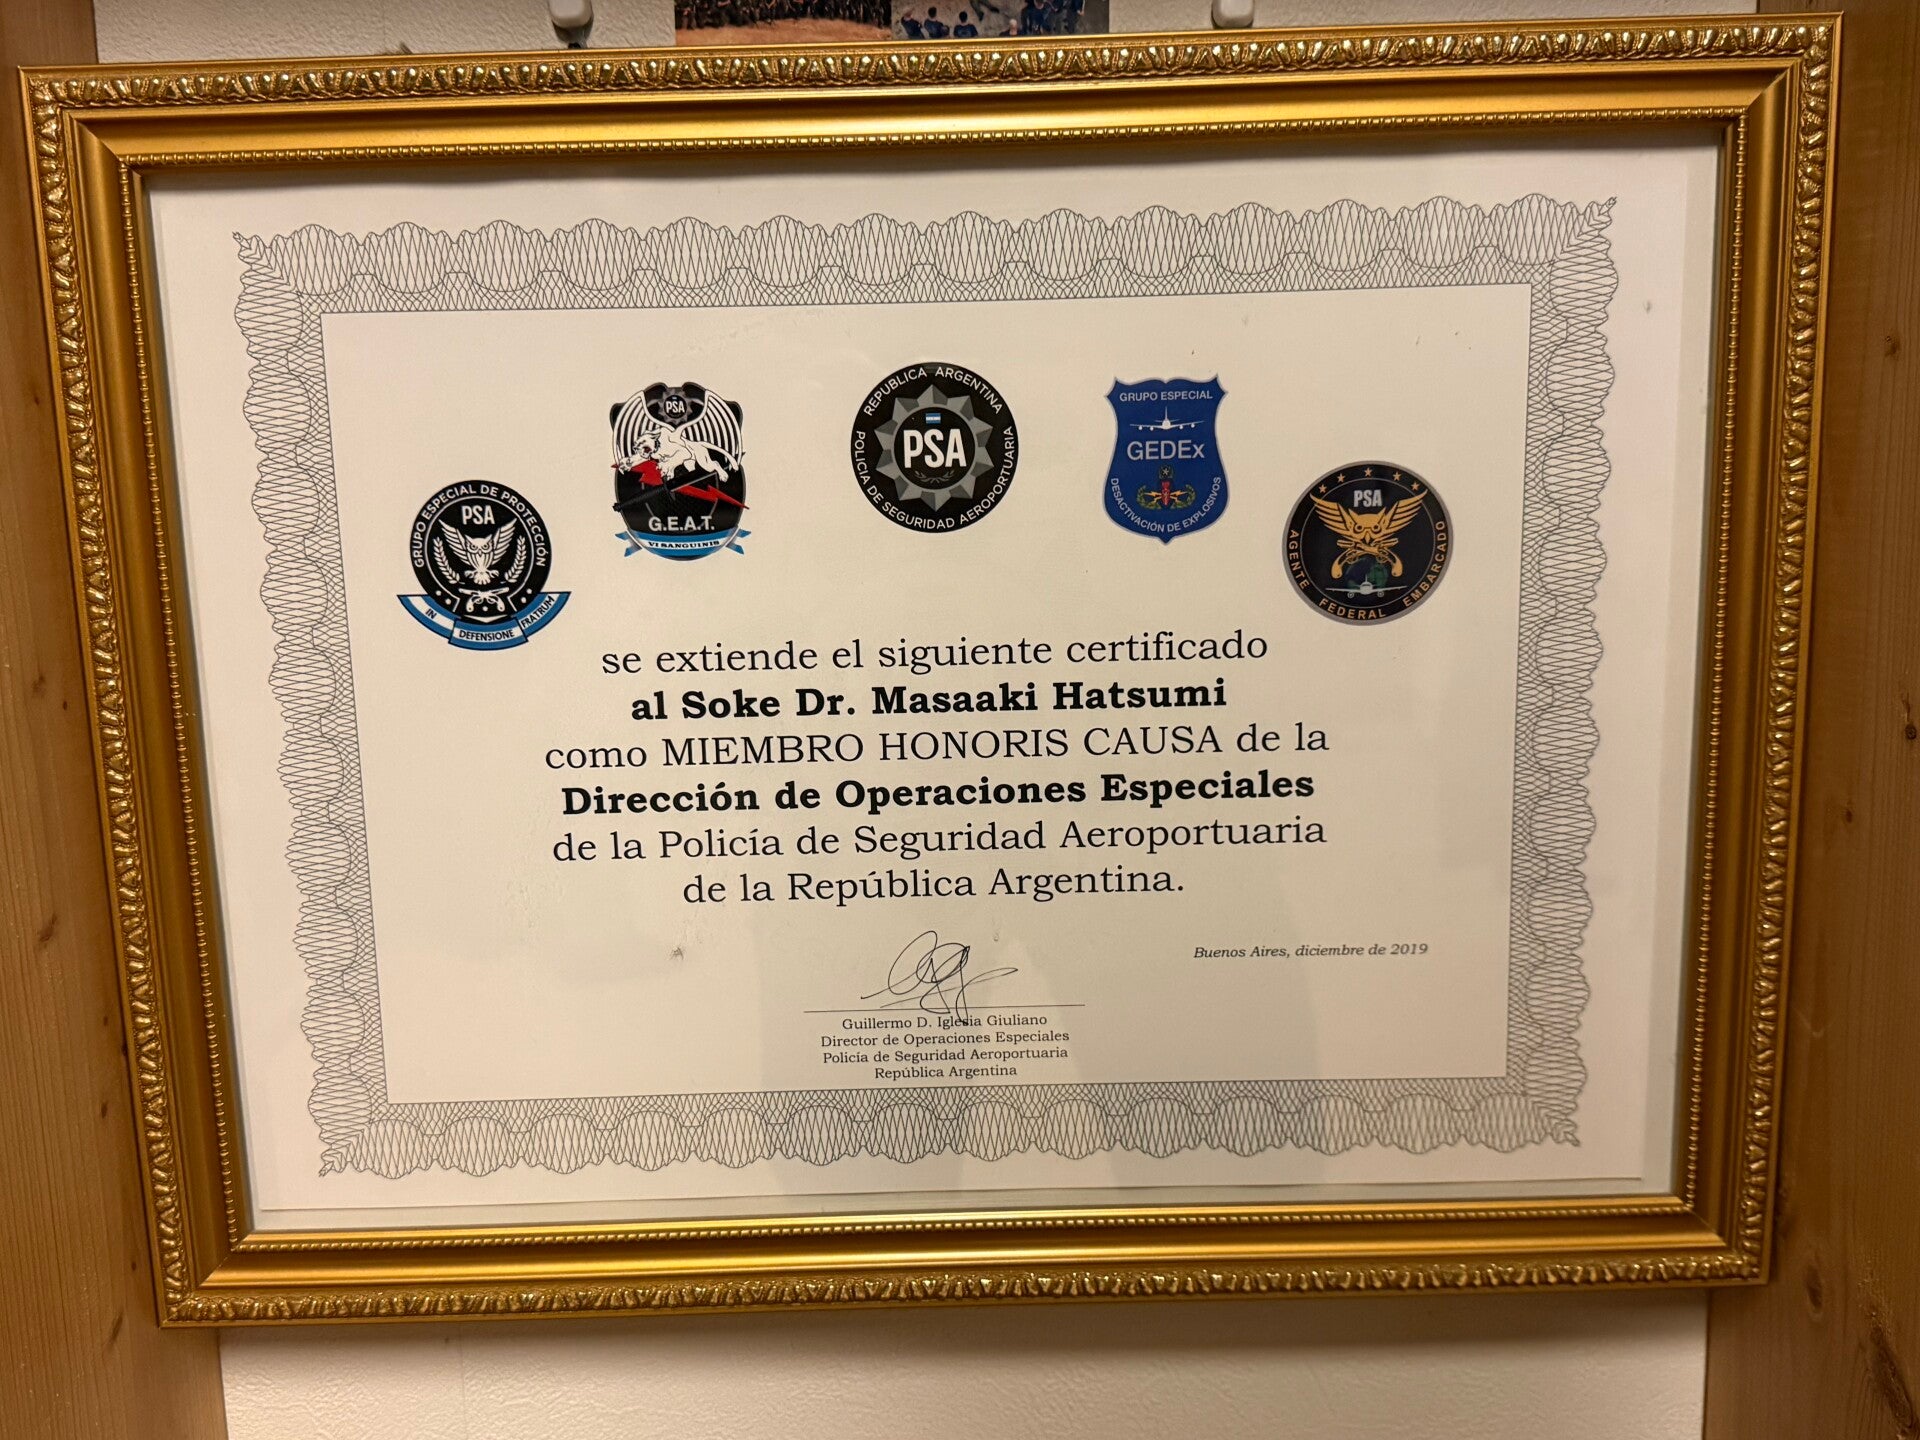 GRUPO ESPECIAL DE PROTECCIÓN
PSA
IN DEFENSIONE FRATRUM
PSA
G.E.A.T.
VI SANGUINIS
REPUBLICA ARGENTINA
PSA
POLICIA DE SEGURIDAD AEROPORTUARIA
GRUPO ESPECIAL
GEDEx
DESACTIVACIÓN DE EXPLOSIVOS
PSA
AGENTE FEDERAL EMBARCADO
se extiende el siguiente certificado
al Soke Dr. Masaaki Hatsumi
como MIEMBRO HONORIS CAUSA de la
Dirección de Operaciones Especiales
de la Policía de Seguridad Aeroportuaria
de la República Argentina.
Buenos Aires, diciembre de 2019
Guillermo D. Iglesia Giuliano
Director de Operaciones Especiales
Policía de Seguridad Aeroportuaria
República Argentina